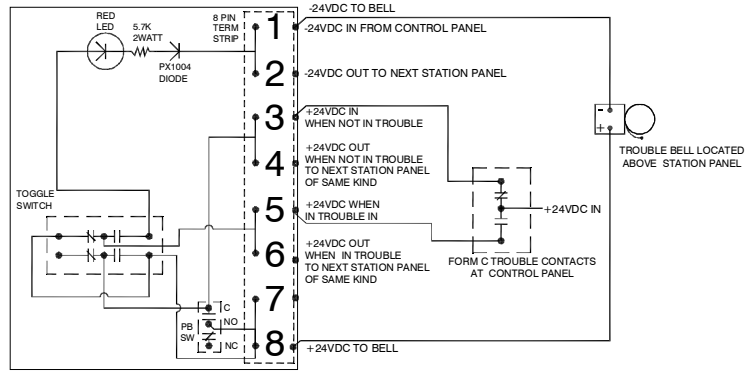 -24VDC TO BELL
RED
LED
5.7K
2WATT
PX1004
DIODE
8 PIN
TERM
STRIP
1
-24VDC IN FROM CONTROL PANEL
2
-24VDC OUT TO NEXT STATION PANEL
3
+24VDC IN
WHEN NOT IN TROUBLE
4
+24VDC OUT
WHEN NOT IN TROUBLE
TO NEXT STATION PANEL
OF SAME KIND
5
+24VDC WHEN
IN TROUBLE IN
6
+24VDC OUT
WHEN IN TROUBLE
TO NEXT STATION PANEL
OF SAME KIND
7
8
+24VDC TO BELL
-
+
TROUBLE BELL LOCATED
ABOVE STATION PANEL
+24VDC IN
FORM C TROUBLE CONTACTS
AT CONTROL PANEL
TOGGLE
SWITCH
PB
SW
C
NO
NC